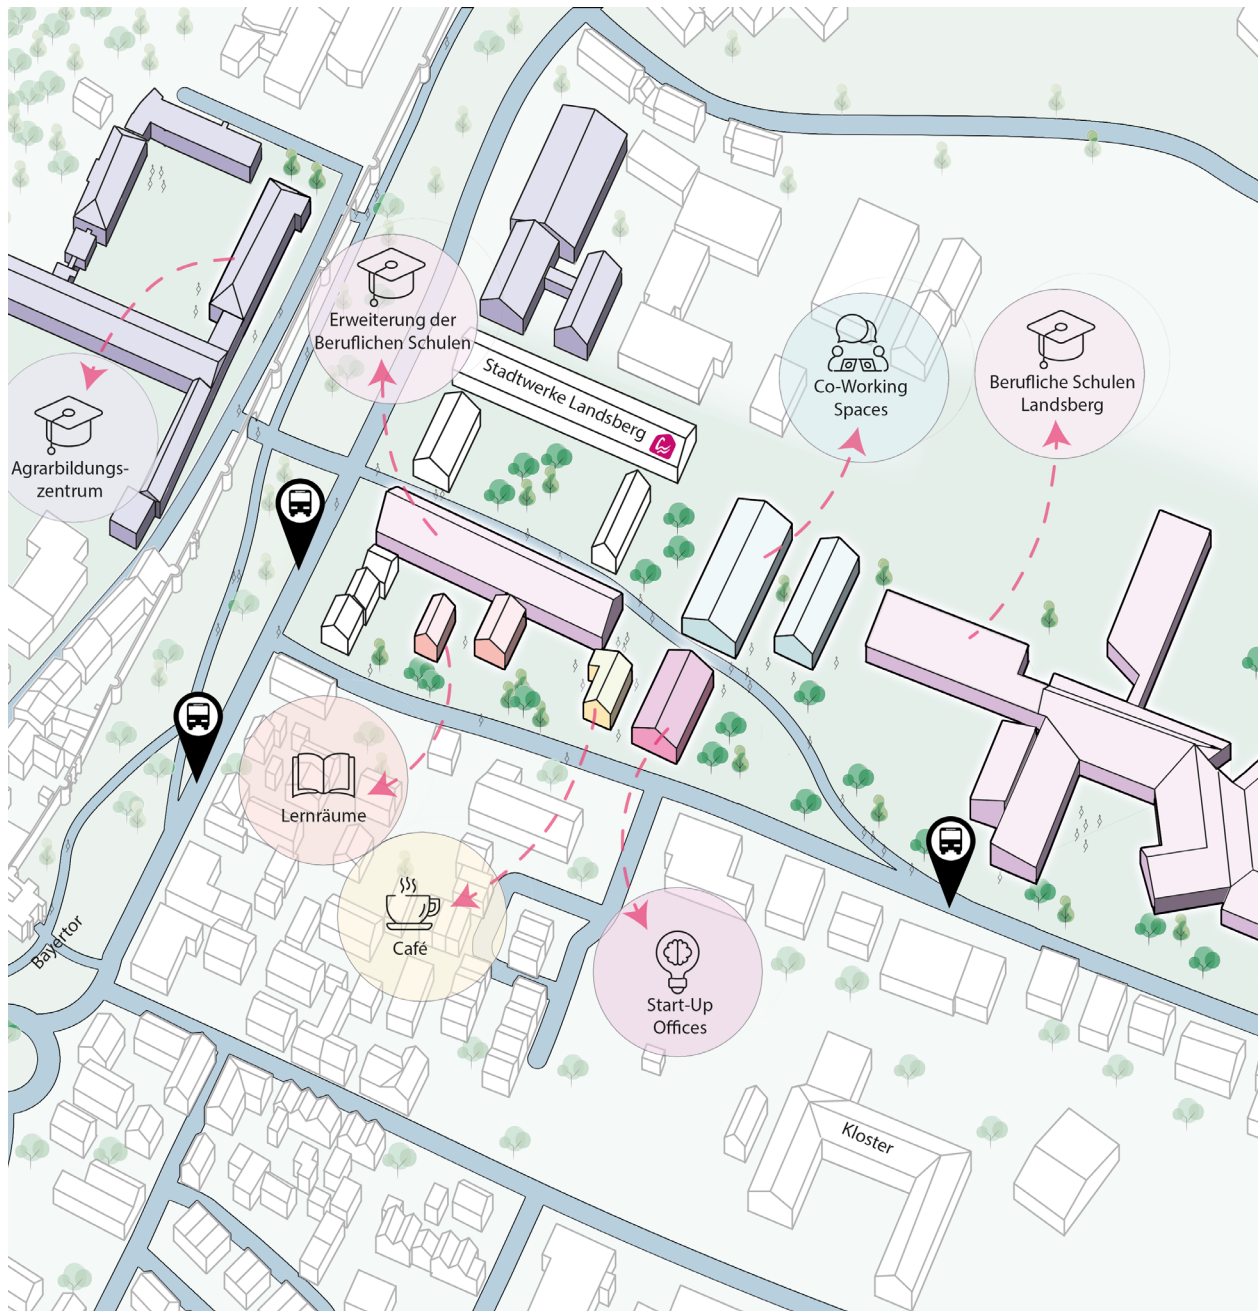 Erweiterung der
Beruflichen Schulen
Stadtwerke Landsberg
Co-Working
Spaces
Berufliche Schulen
Landsberg
Agrarbildungs-
zentrum
Lernräume
Café
Bayertor
Start-Up
Offices
Kloster